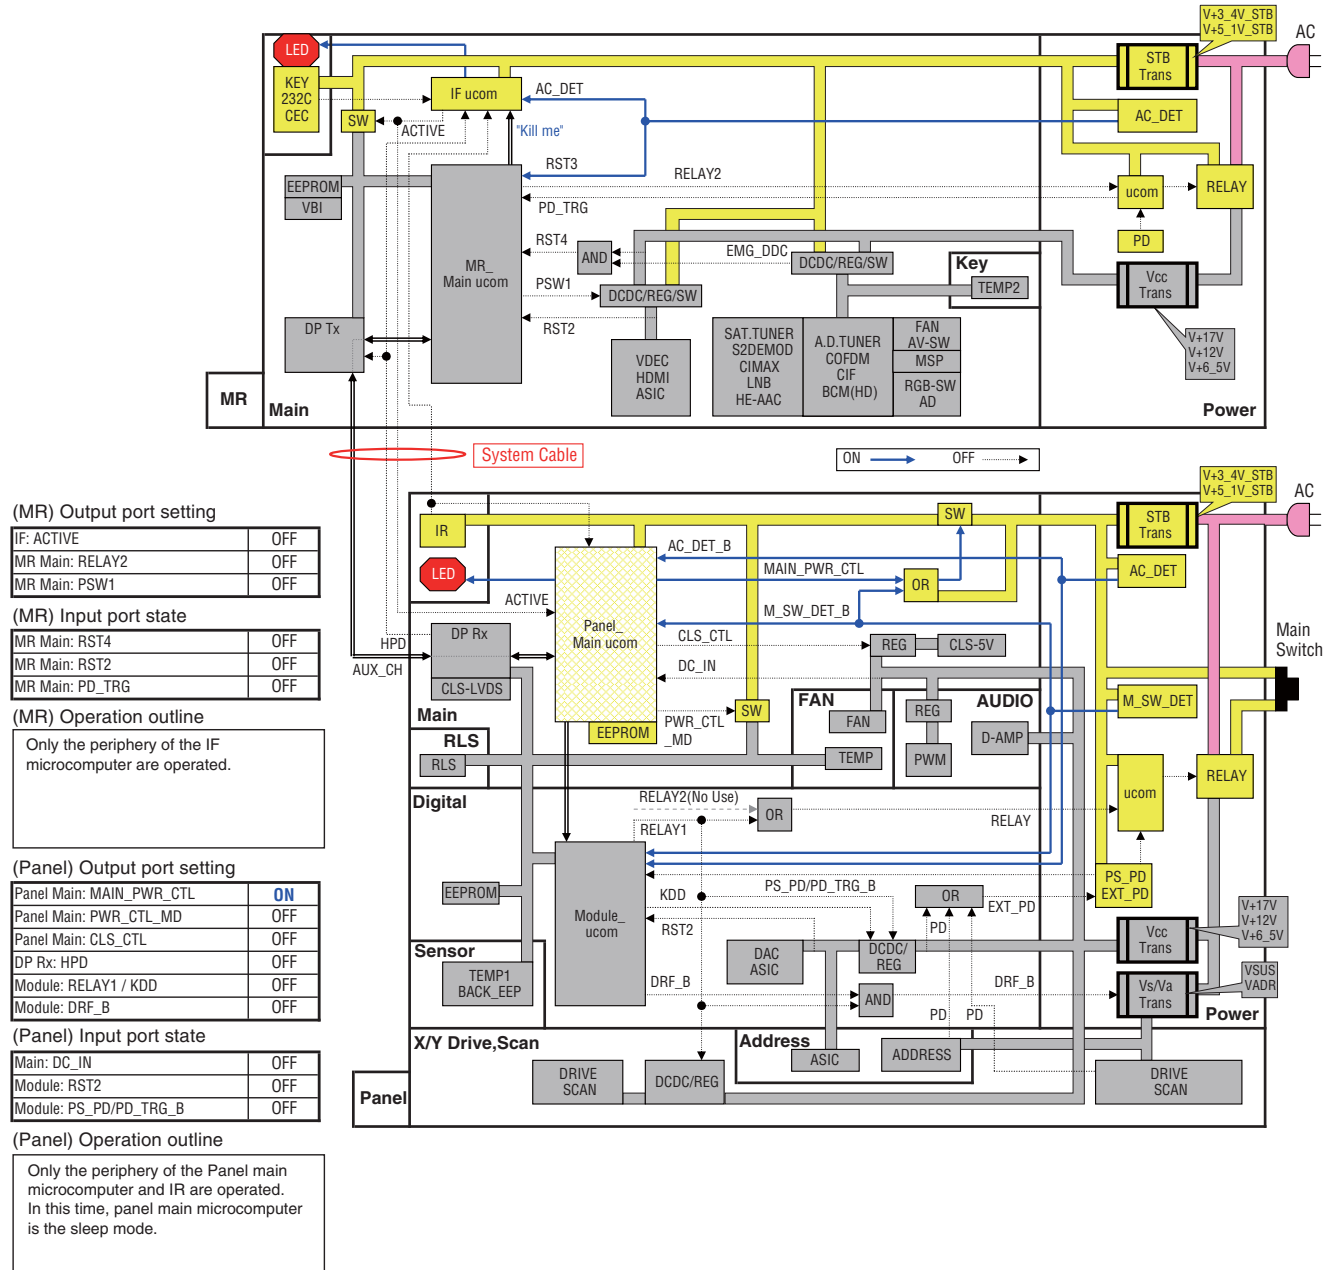 V+3_4V_STB
V+5_1V_STB
AC
LED
KEY
232C
CEC
SW
IF ucom
AC_DET
ACTIVE
"Kill me"
STB
Trans
AC_DET
RST3
RELAY2
PD_TRG
EEPROM
VBI
ucom
RELAY
PD
MR_
Main ucom
RST4
AND
EMG_DDC
DCDC/REG/SW
Key
TEMP2
PSW1
DCDC/REG/SW
RST2
Vcc
Trans
DP Tx
VDEC
HDMI
ASIC
SAT.TUNER
S2DEMOD
CIMAX
LNB
HE-AAC
A.D.TUNER
COFDM
CIF
BCM(HD)
FAN
AV-SW
MSP
RGB-SW
AD
V+17V
V+12V
V+6_5V
MR
Main
Power
System Cable
ON
OFF
(MR) Output port setting
IF: ACTIVE OFF
MR Main: RELAY2 OFF
MR Main: PSW1 OFF
(MR) Input port state
MR Main: RST4 OFF
MR Main: RST2 OFF
MR Main: PD_TRG OFF
(MR) Operation outline
Only the periphery of the IF
microcomputer are operated.
(Panel) Output port setting
Panel Main: MAIN_PWR_CTL ON
Panel Main: PWR_CTL_MD OFF
Panel Main: CLS_CTL OFF
DP Rx: HPD OFF
Module: RELAY1 / KDD OFF
Module: DRF_B OFF
(Panel) Input port state
Main: DC_IN OFF
Module: RST2 OFF
Module: PS_PD/PD_TRG_B OFF
(Panel) Operation outline
Only the periphery of the Panel main
microcomputer and IR are operated.
In this time, panel main microcomputer
is the sleep mode.
V+3_4V_STB
V+5_1V_STB
AC
IR
SW
STB
Trans
LED
AC_DET_B
MAIN_PWR_CTL
OR
AC_DET
ACTIVE
M_SW_DET_B
Panel_
Main ucom
DP Rx
HPD
AUX_CH
CLS-LVDS
CLS_CTL
REG
CLS-5V
DC_IN
Main
Switch
Main
EEPROM
PWR_CTL
_MD
SW
FAN
FAN
REG
AUDIO
D-AMP
PWM
M_SW_DET
RLS
RLS
TEMP
ucom
RELAY
Digital
RELAY2(No Use)
RELAY1
OR
RELAY
EEPROM
Module_
ucom
KDD
RST2
PS_PD/PD_TRG_B
OR
EXT_PD
PS_PD
EXT_PD
PD
V+17V
V+12V
V+6_5V
Vcc
Trans
DAC
ASIC
DCDC/
REG
Sensor
TEMP1
BACK_EEP
DRF_B
AND
DRF_B
PD
PD
Vs/Va
Trans
VSUS
VADR
Power
X/Y Drive,Scan
Address
ASIC
ADDRESS
DRIVE
SCAN
DCDC/REG
DRIVE
SCAN
Panel